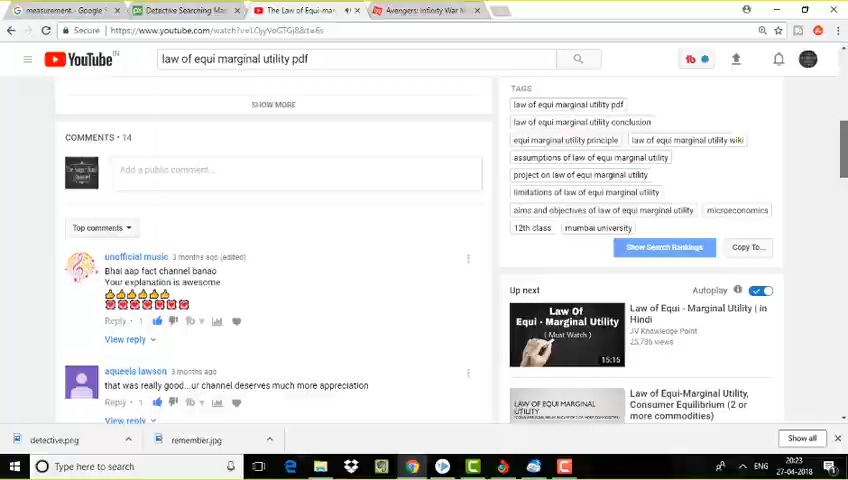 measurement. - Google S
Detective Searching Ma
The Law of Equi-mar
Avengers: Infinity War M
Secure
https://www.youtube.com/watch?v=
YouTube IN
law of equi marginal utility pdf
SHOW MORE
COMMENTS • 14
Add a public comment...
Top comments
unofficial music 3 months ago (edited)
Bhai aap fact channel banao
Your explanation is awesome
Reply 1
View reply
aqueela lawson 3 months ago
that was really good...ur channel deserves much more appreciation
Reply 1
View reply
TAGS
law of equi marginal utility pdf
law of equi marginal utility conclusion
equi marginal utility principle law of equi marginal utility wiki
assumptions of law of equi marginal utility
project on law of equi marginal utility
limitations of law of equi marginal utility
aims and objectives of law of equi marginal utility microeconomics
12th class mumbai university
Show Search Rankings Copy To...
Up next Autoplay
Law Of
Equi - Marginal Utility
( Must Watch )
15:15
Law of Equi - Marginal Utility | in
Hindi
JV Knowledge Point
LAW OF EQUI MARGINAL
UTILITY
Law of Equi-Marginal Utility,
Consumer Equilibrium (2 or
more commodities)
detective.png
remember.jpg
Show all
Type here to search
ENG
20:23
27-04-2018